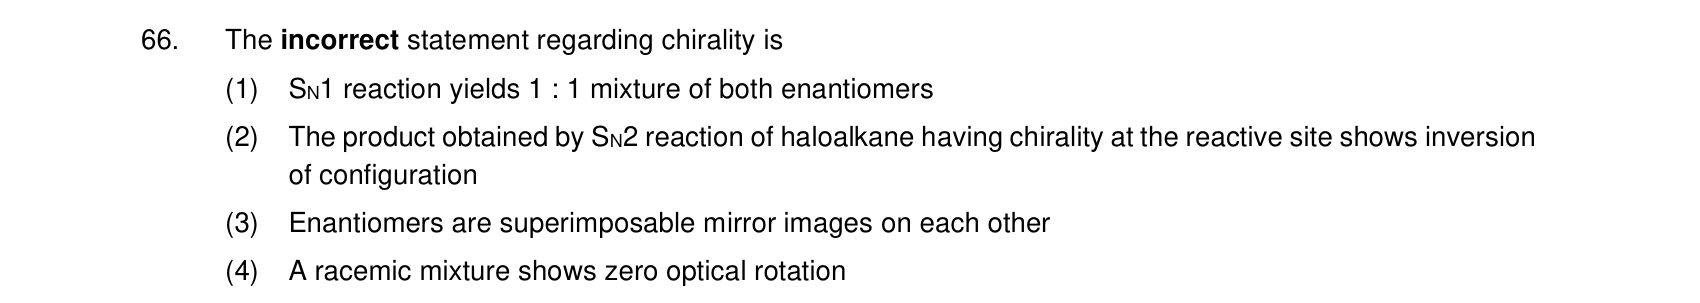 66. The incorrect statement regarding chirality is
(1) SN1 reaction yields 1 : 1 mixture of both enantiomers
(2) The product obtained by SN2 reaction of haloalkane having chirality at the reactive site shows inversion
of configuration
(3) Enantiomers are superimposable mirror images on each other
(4) A racemic mixture shows zero optical rotation